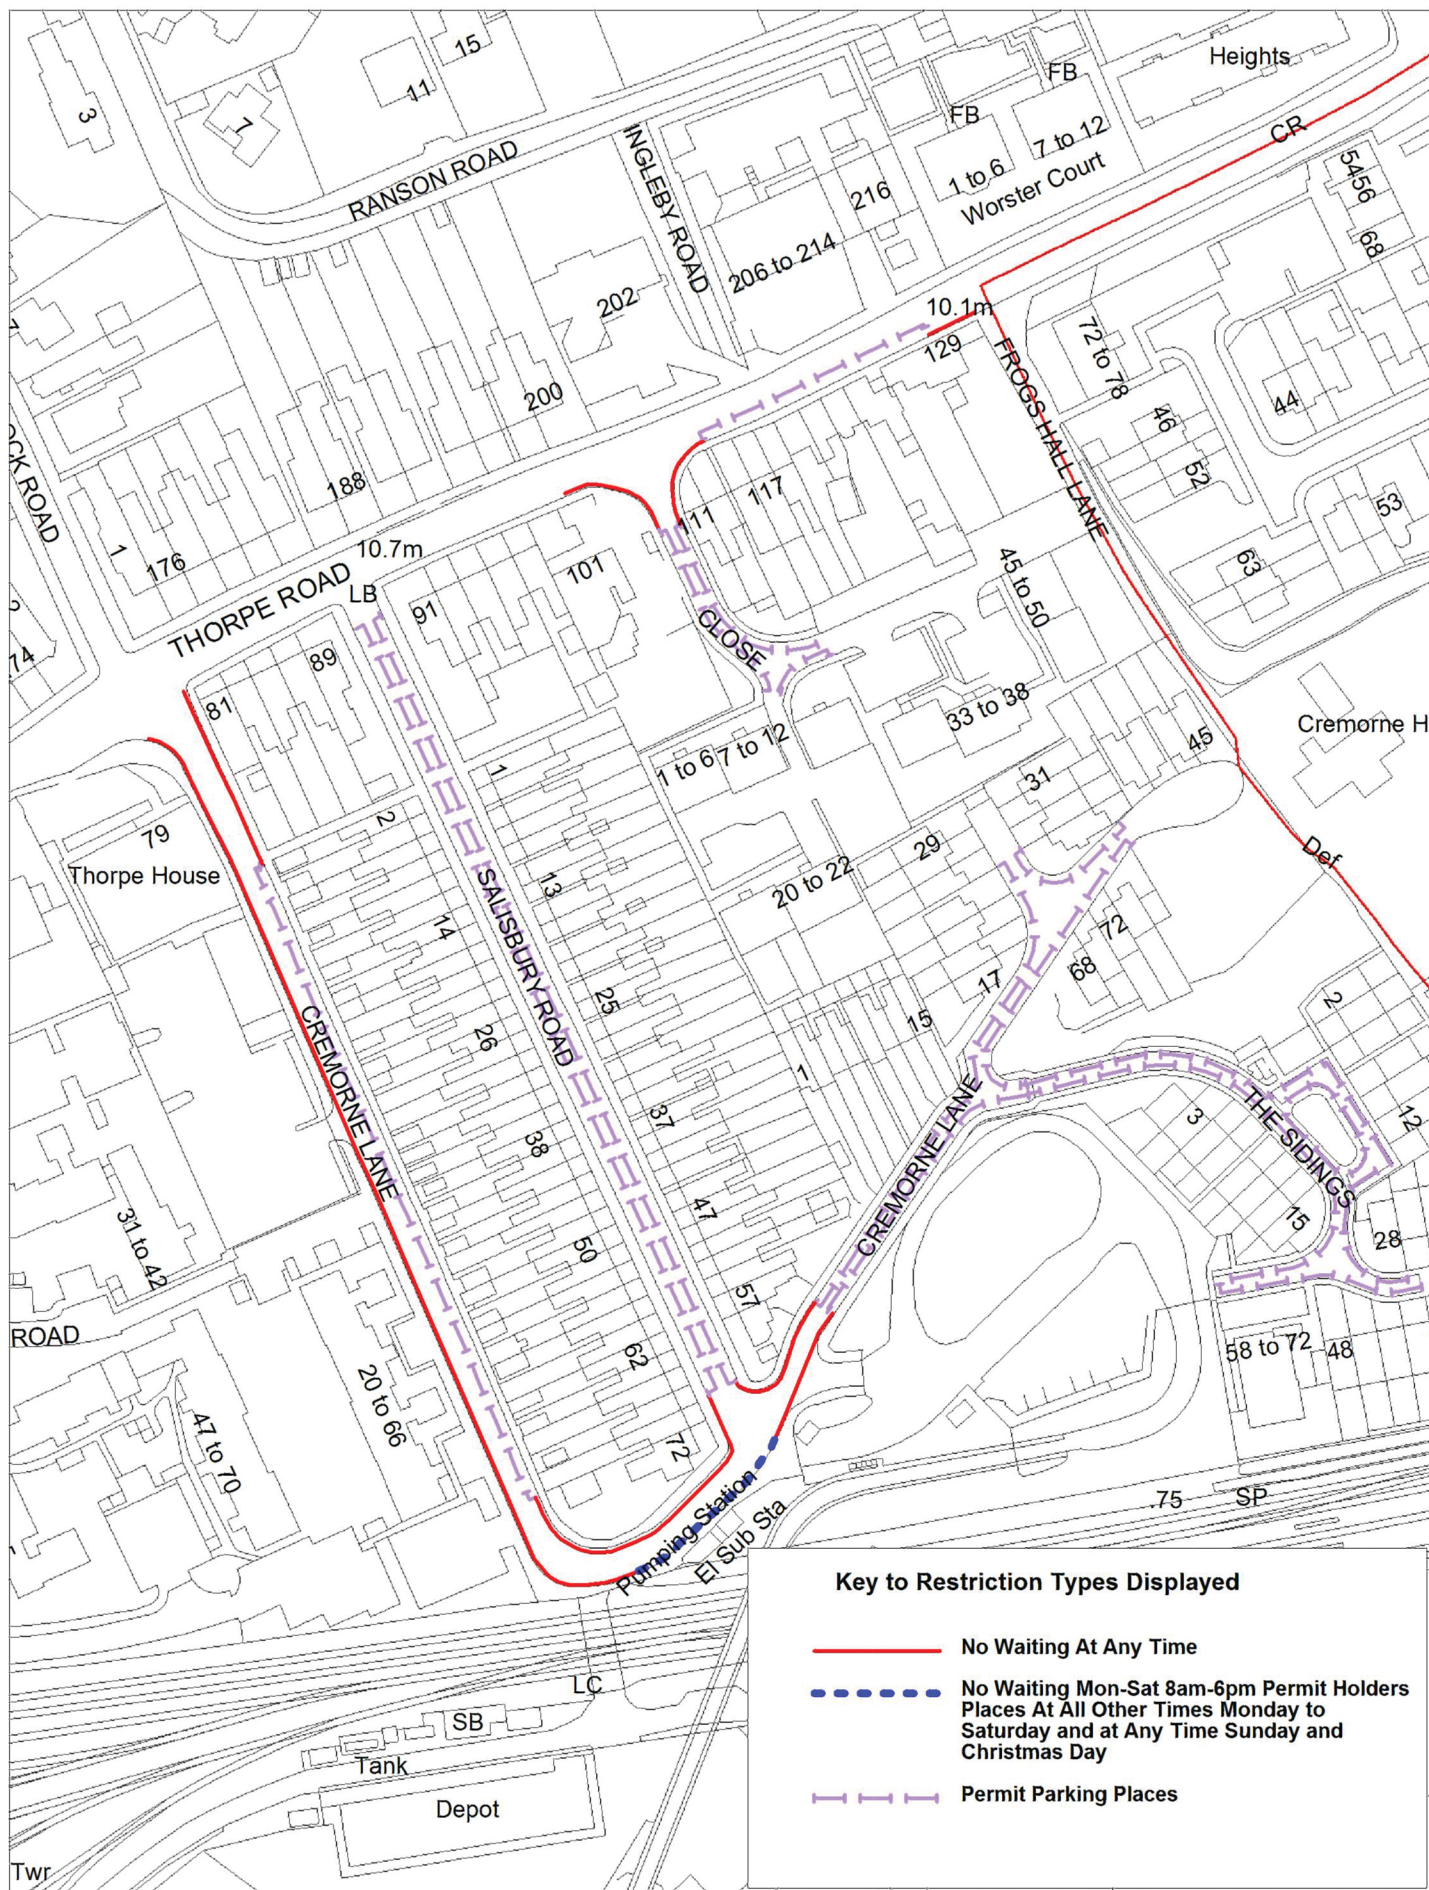 15
Heights
FB
11
3
7
FB
CR
7 to 12
RANSON ROAD
INGLEBY ROAD
1 to 6
5456
216
Worster Court
68
206 to 214
202
10.1m
129
FROGS HALL LANE
72 to 78
200
44
46
52
188
117
111
53
1
176
10.7m
101
63
45 to 50
THORPE ROAD
LB
91
CLOSE
89
81
33 to 38
Cremorne H
45
1 to 6
7 to 12
1
31
2
79
29
Def
Thorpe House
20 to 22
13
SALISBURY ROAD
14
72
68
17
25
2
15
CREMORNE LANE
26
1
37
CREMORNE LANE
THE SIDINGS
3
12
38
31 to 42
47
15
28
50
57
ROAD
62
58 to 72
48
20 to 66
47 to 70
72
Pumping Station
El Sub Sta
.75
SP
Key to Restriction Types Displayed
No Waiting At Any Time
No Waiting Mon-Sat 8am-6pm Permit Holders
Places At All Other Times Monday to
Saturday and at Any Time Sunday and
Christmas Day
Permit Parking Places
LC
SB
Tank
Depot
Twr